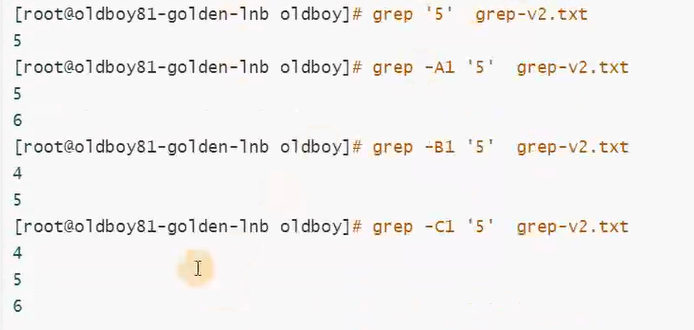 [root@oldboy81-golden-lnb oldboy]# grep '5'  grep-v2.txt
5
[root@oldboy81-golden-lnb oldboy]# grep -A1 '5'  grep-v2.txt
5
6
[root@oldboy81-golden-lnb oldboy]# grep -B1 '5'  grep-v2.txt
4
5
[root@oldboy81-golden-lnb oldboy]# grep -C1 '5'  grep-v2.txt
4
5
6